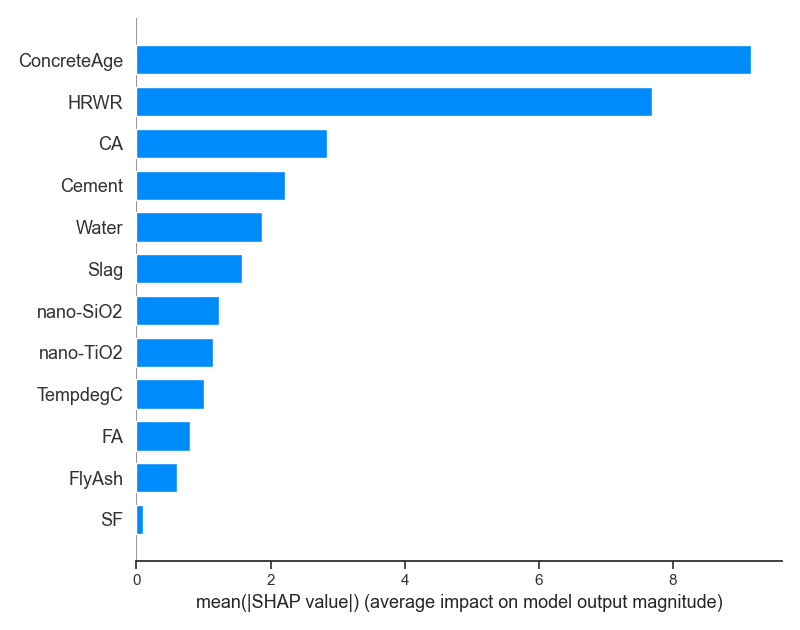 ConcreteAge
HRWR
CA
Cement
Water
Slag
nano-SiO2
nano-TiO2
TempdegC
FA
FlyAsh
SF
0 2 4 6 8
mean(|SHAP value|) (average impact on model output magnitude)